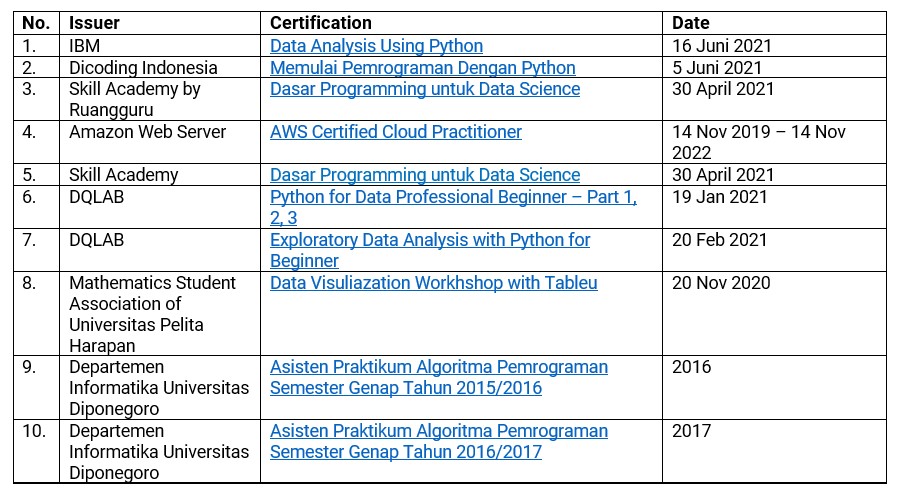 No. Issuer Certification Date
1. IBM Data Analysis Using Python 16 Juni 2021
2. Dicoding Indonesia Memulai Pemrograman Dengan Python 5 Juni 2021
3. Skill Academy by Dasar Programming untuk Data Science 30 April 2021
Ruangguru
4. Amazon Web Server AWS Certified Cloud Practitioner 14 Nov 2019 – 14 Nov
2022
5. Skill Academy Dasar Programming untuk Data Science 30 April 2021
6. DQLAB Python for Data Professional Beginner – Part 1, 19 Jan 2021
2, 3
7. DQLAB Exploratory Data Analysis with Python for 20 Feb 2021
Beginner
8. Mathematics Student Data Visuliazation Workhshop with Tableu 20 Nov 2020
Association of
Universitas Pelita
Harapan
9. Departemen Asisten Praktikum Algoritma Pemrograman 2016
Informatika Universitas Semester Genap Tahun 2015/2016
Diponegoro
10. Departemen Asisten Praktikum Algoritma Pemrograman 2017
Informatika Universitas Semester Genap Tahun 2016/2017
Diponegoro